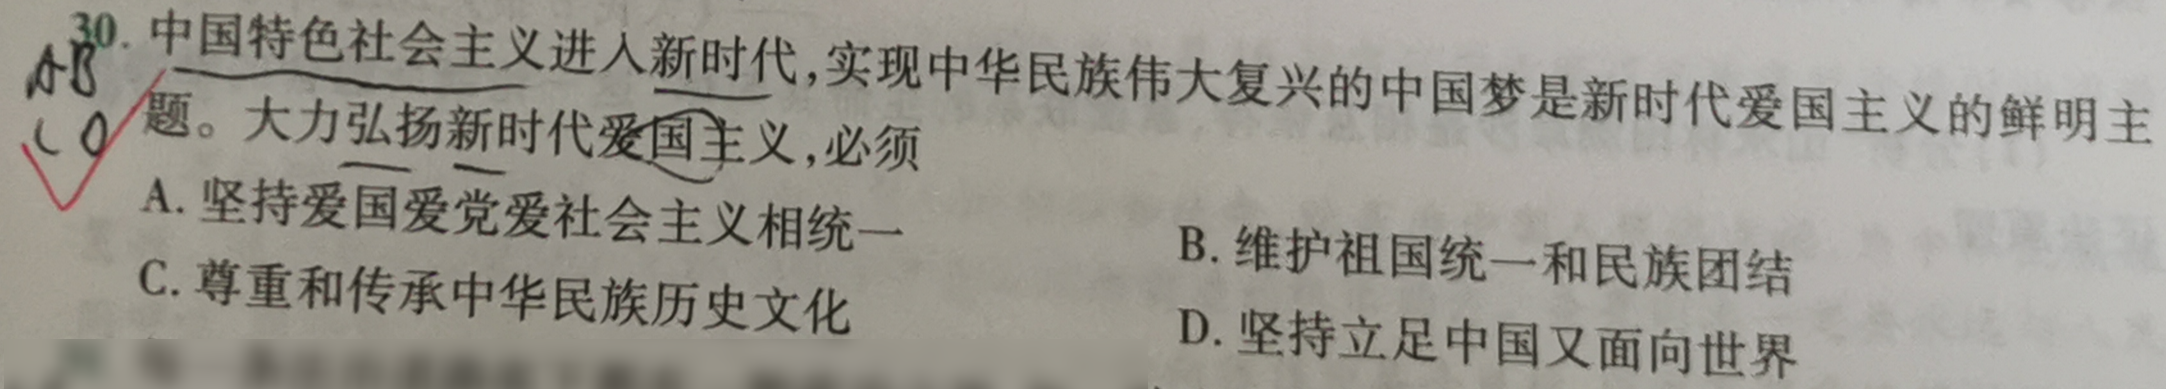 30. 中国特色社会主义进入新时代,实现中华民族伟大复兴的中国梦是新时代爱国主义的鲜明主
AB
CD
题。大力弘扬新时代爱国主义,必须
A. 坚持爱国爱党爱社会主义相统一
B. 维护祖国统一和民族团结
C. 尊重和传承中华民族历史文化
D. 坚持立足中国又面向世界